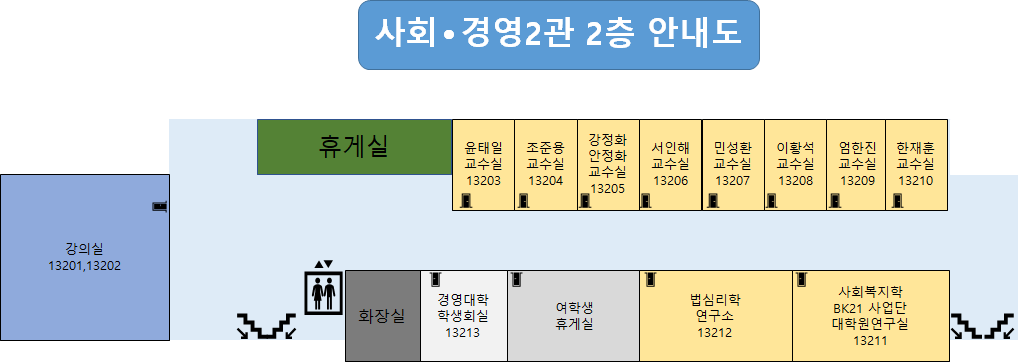 사회•경영2관 2층 안내도
휴게실
윤태일
교수실
13203
조준용
교수실
13204
강정화
안정화
교수실
13205
서인해
교수실
13206
민성환
교수실
13207
이황석
교수실
13208
엄한진
교수실
13209
한재훈
교수실
13210
강의실
13201,13202
화장실
경영대학
학생회실
13213
여학생
휴게실
법심리학
연구소
13212
사회복지학
BK21 사업단
대학원연구실
13211